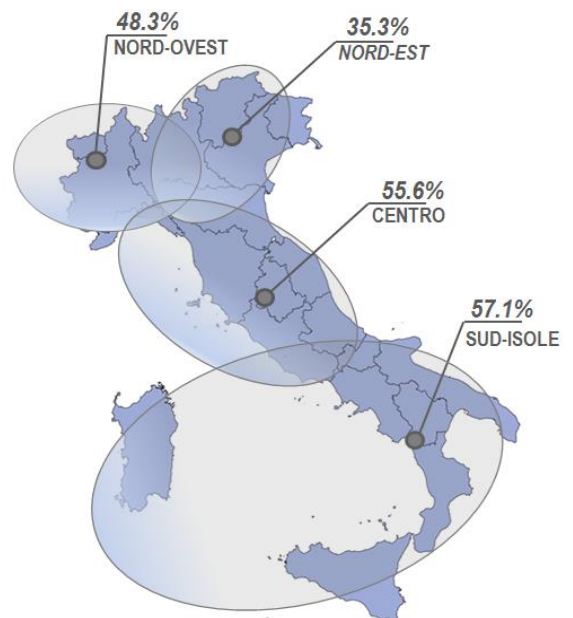 48.3%
NORD-OVEST
35.3%
NORD-EST
55.6%
CENTRO
57.1%
SUD-ISOLE